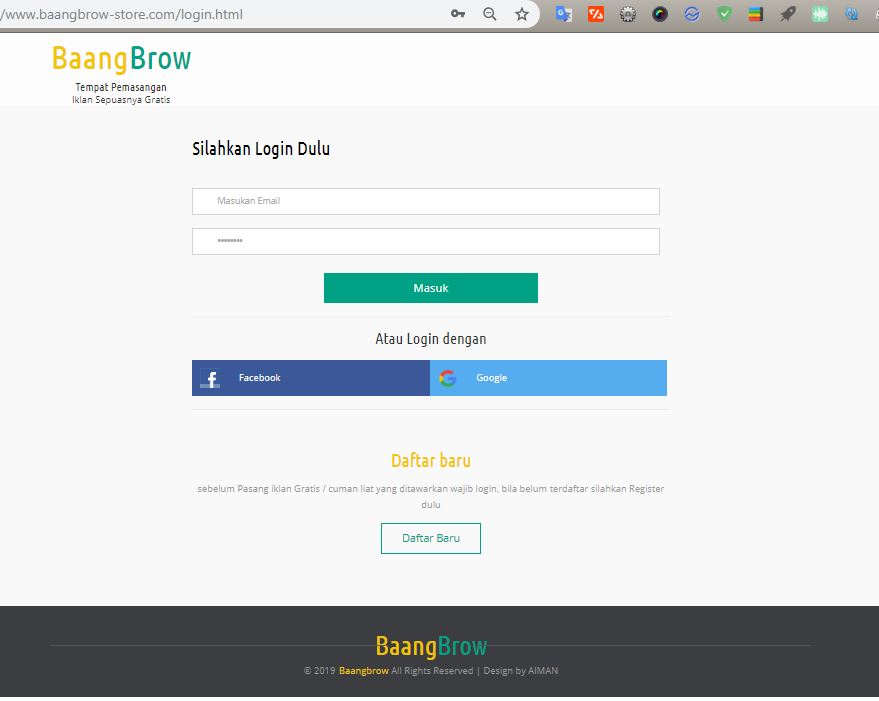 /www.baangbrow-store.com/login.html
BaangBrow
Tempat Pemasangan
Iklan Sepuasnya Gratis
Silahkan Login Dulu
Masukan Email
Masuk
Atau Login dengan
Facebook
Google
Daftar baru
sebelum Pasang iklan Gratis / cuman liat yang ditawarkan wajib login, bila belum terdaftar silahkan Register
dulu
Daftar Baru
BaangBrow
© 2019 Baangbrow All Rights Reserved | Design by AIMAN